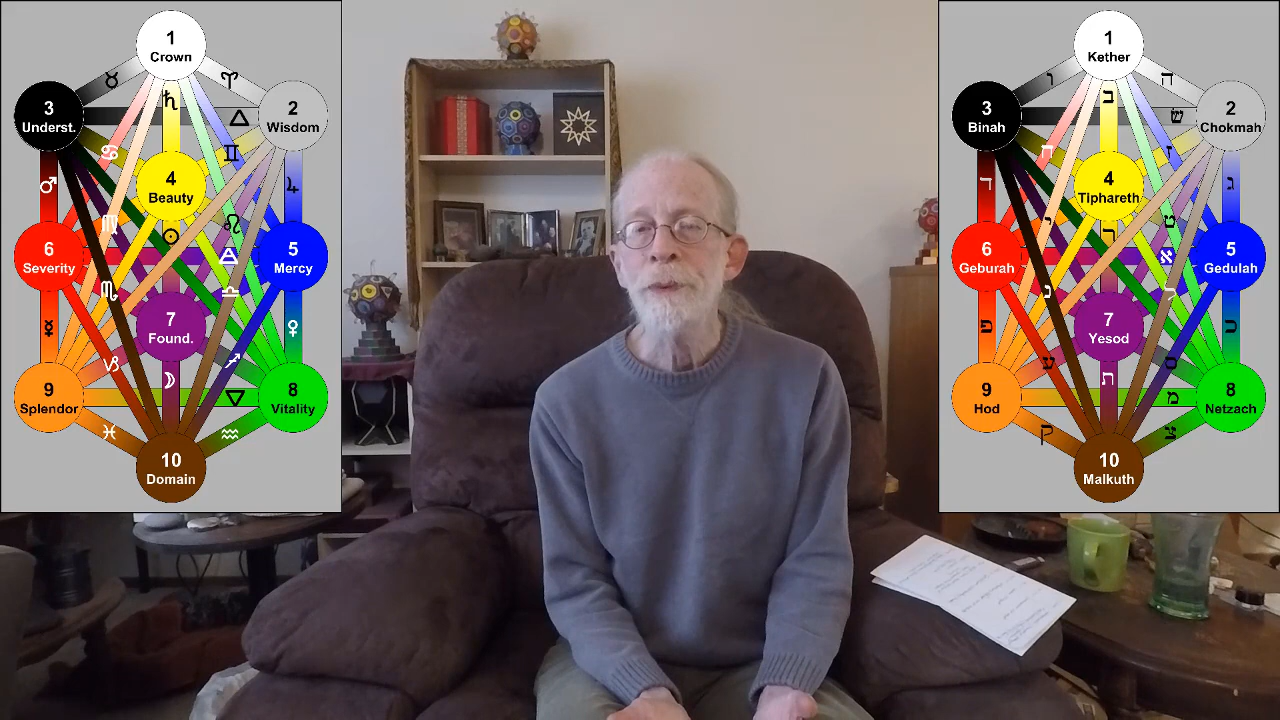 1
Crown
3
Underst.
2
Wisdom
4
Beauty
6
Severity
5
Mercy
7
Found.
9
Splendor
8
Vitality
10
Domain
1
Kether
ו
ה
ב
3
Binah
2
Chokmah
ש
ח
ז
ד
4
Tiphareth
ג
י
ט
ר
6
Geburah
א
5
Gedulah
נ
ל
פ
7
Yesod
כ
ע
ס
ת
9
Hod
מ
8
Netzach
ק
צ
10
Malkuth